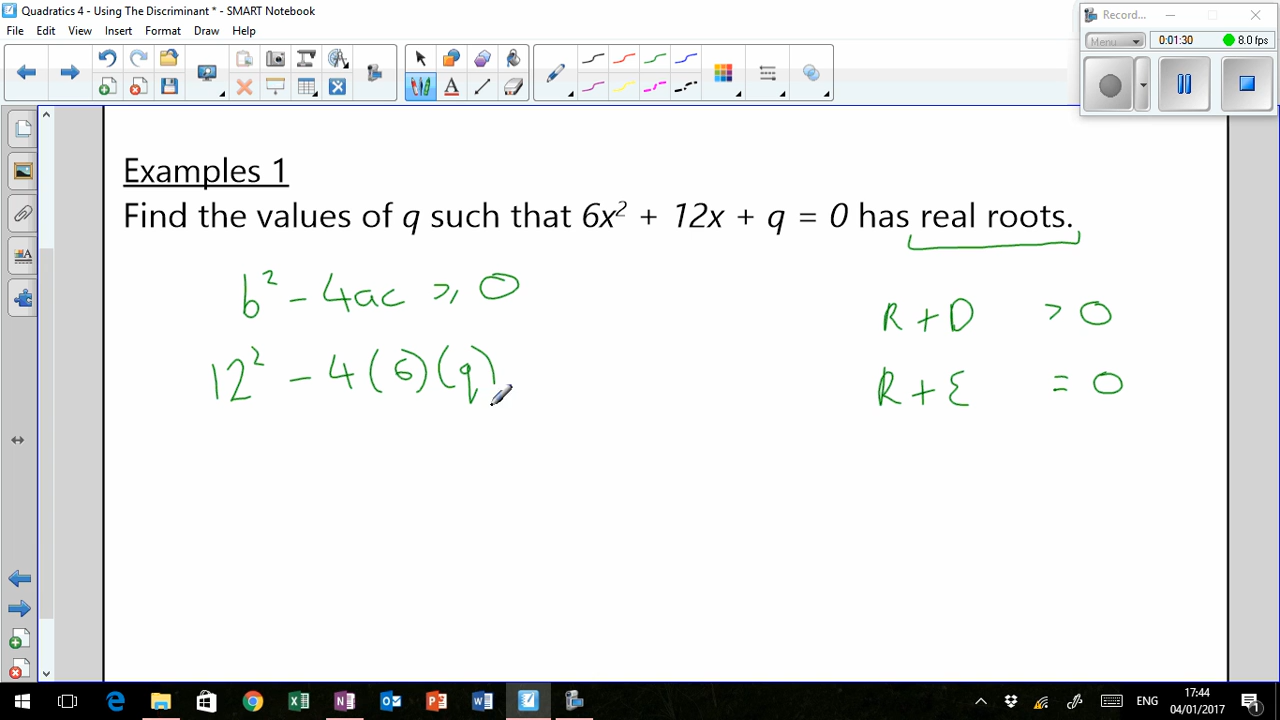 Quadratics 4 - Using The Discriminant * - SMART Notebook
File Edit View Insert Format Draw Help
Record...
Menu 0:01:30 8.0 fps
Examples 1
Find the values of q such that 6x² + 12x + q = 0 has real roots.
b² - 4ac ≥ 0
R + D > 0
12² - 4(6)(q)
R + E = 0
ENG
17:44
04/01/2017